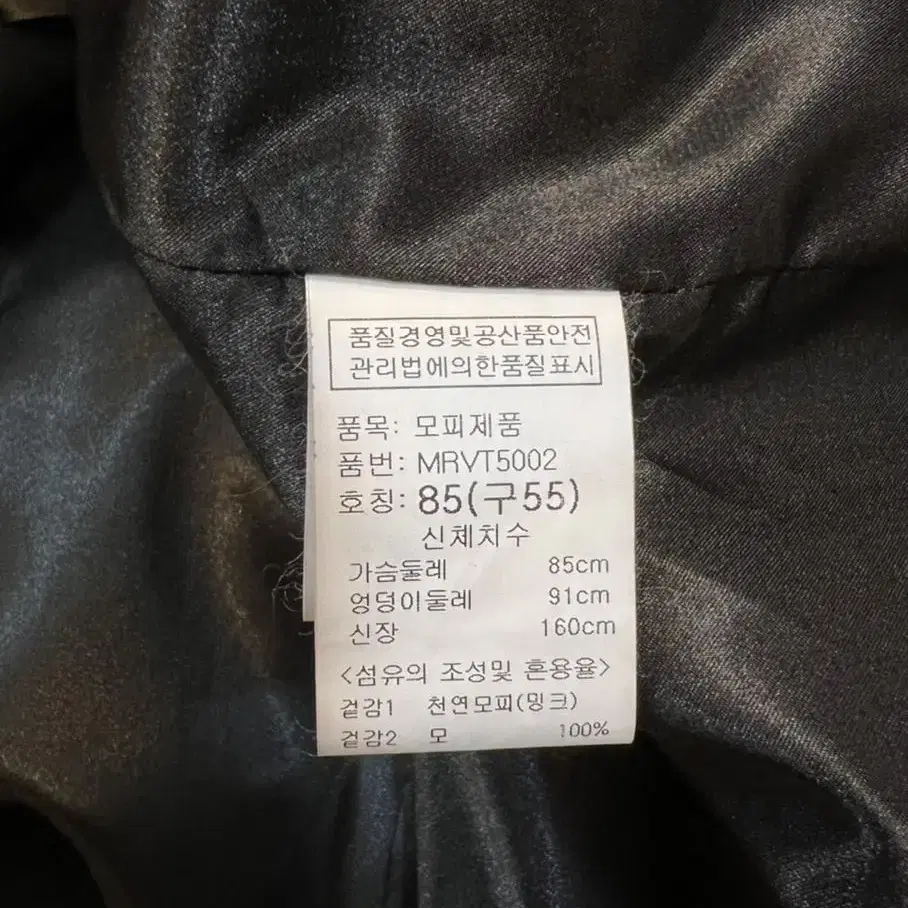 품질경영및공산품안전
관리법에의한품질표시
품목: 모피제품
품번: MRVT5002
호칭: 85(구55)
신체치수
가슴둘레 85cm
엉덩이둘레 91cm
신장 160cm
<섬유의 조성및 혼용율>
겉감1 천연모피(밍크)
겉감2 모 100%